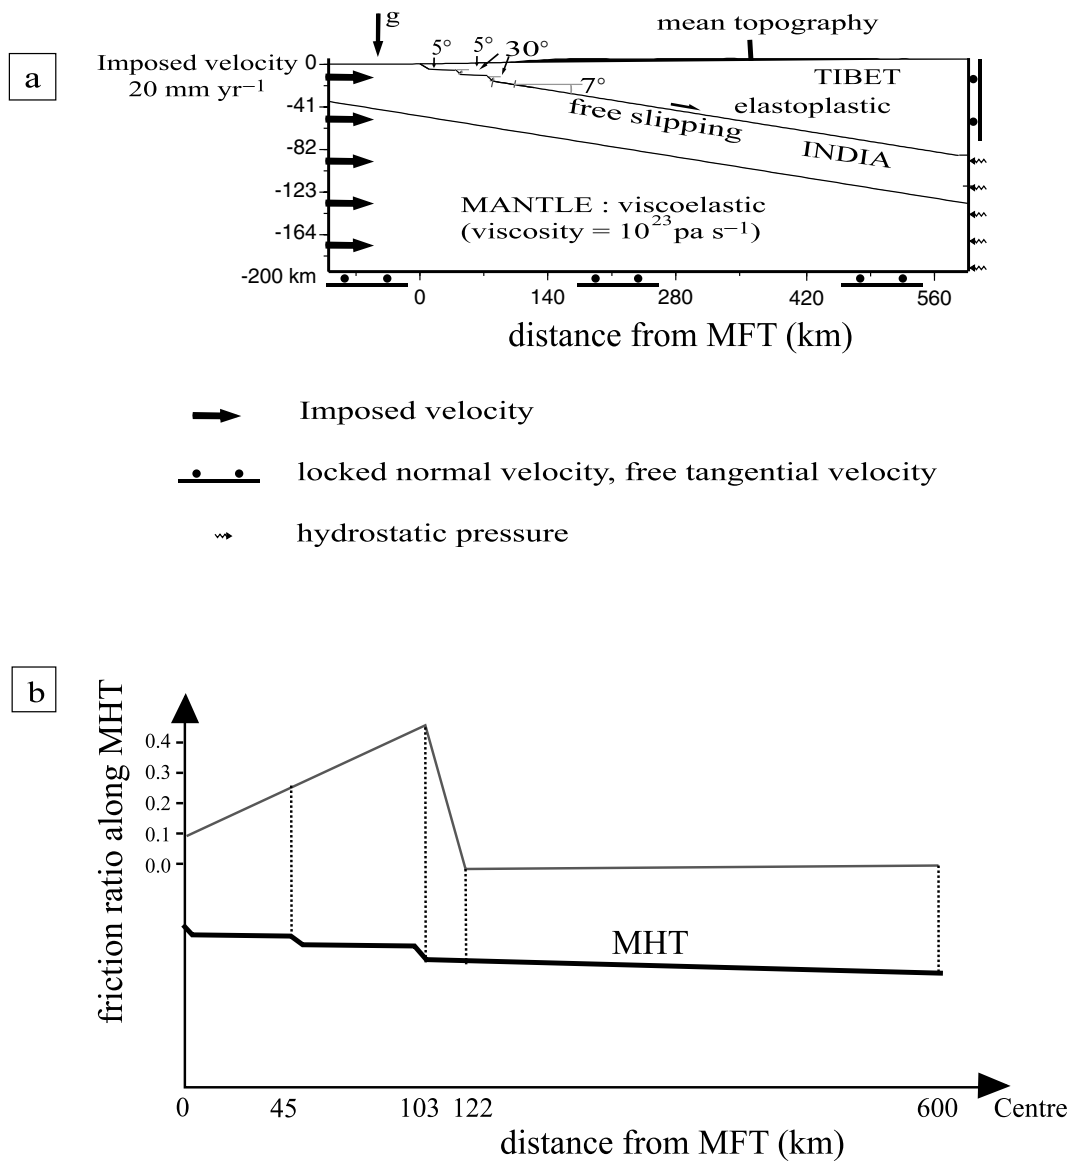 a
g
mean topography
5°
5°
30°
Imposed velocity
20 mm yr⁻¹
0
-41
-82
-123
-164
-200 km
7°
TIBET
elastoplastic
free slipping
INDIA
MANTLE : viscoelastic
(viscosity = 10²³pa s⁻¹)
0
140
280
420
560
distance from MFT (km)
Imposed velocity
locked normal velocity, free tangential velocity
hydrostatic pressure
b
friction ratio along MHT
0.4
0.3
0.2
0.1
0.0
MHT
0
45
103
122
600
Centre
distance from MFT (km)